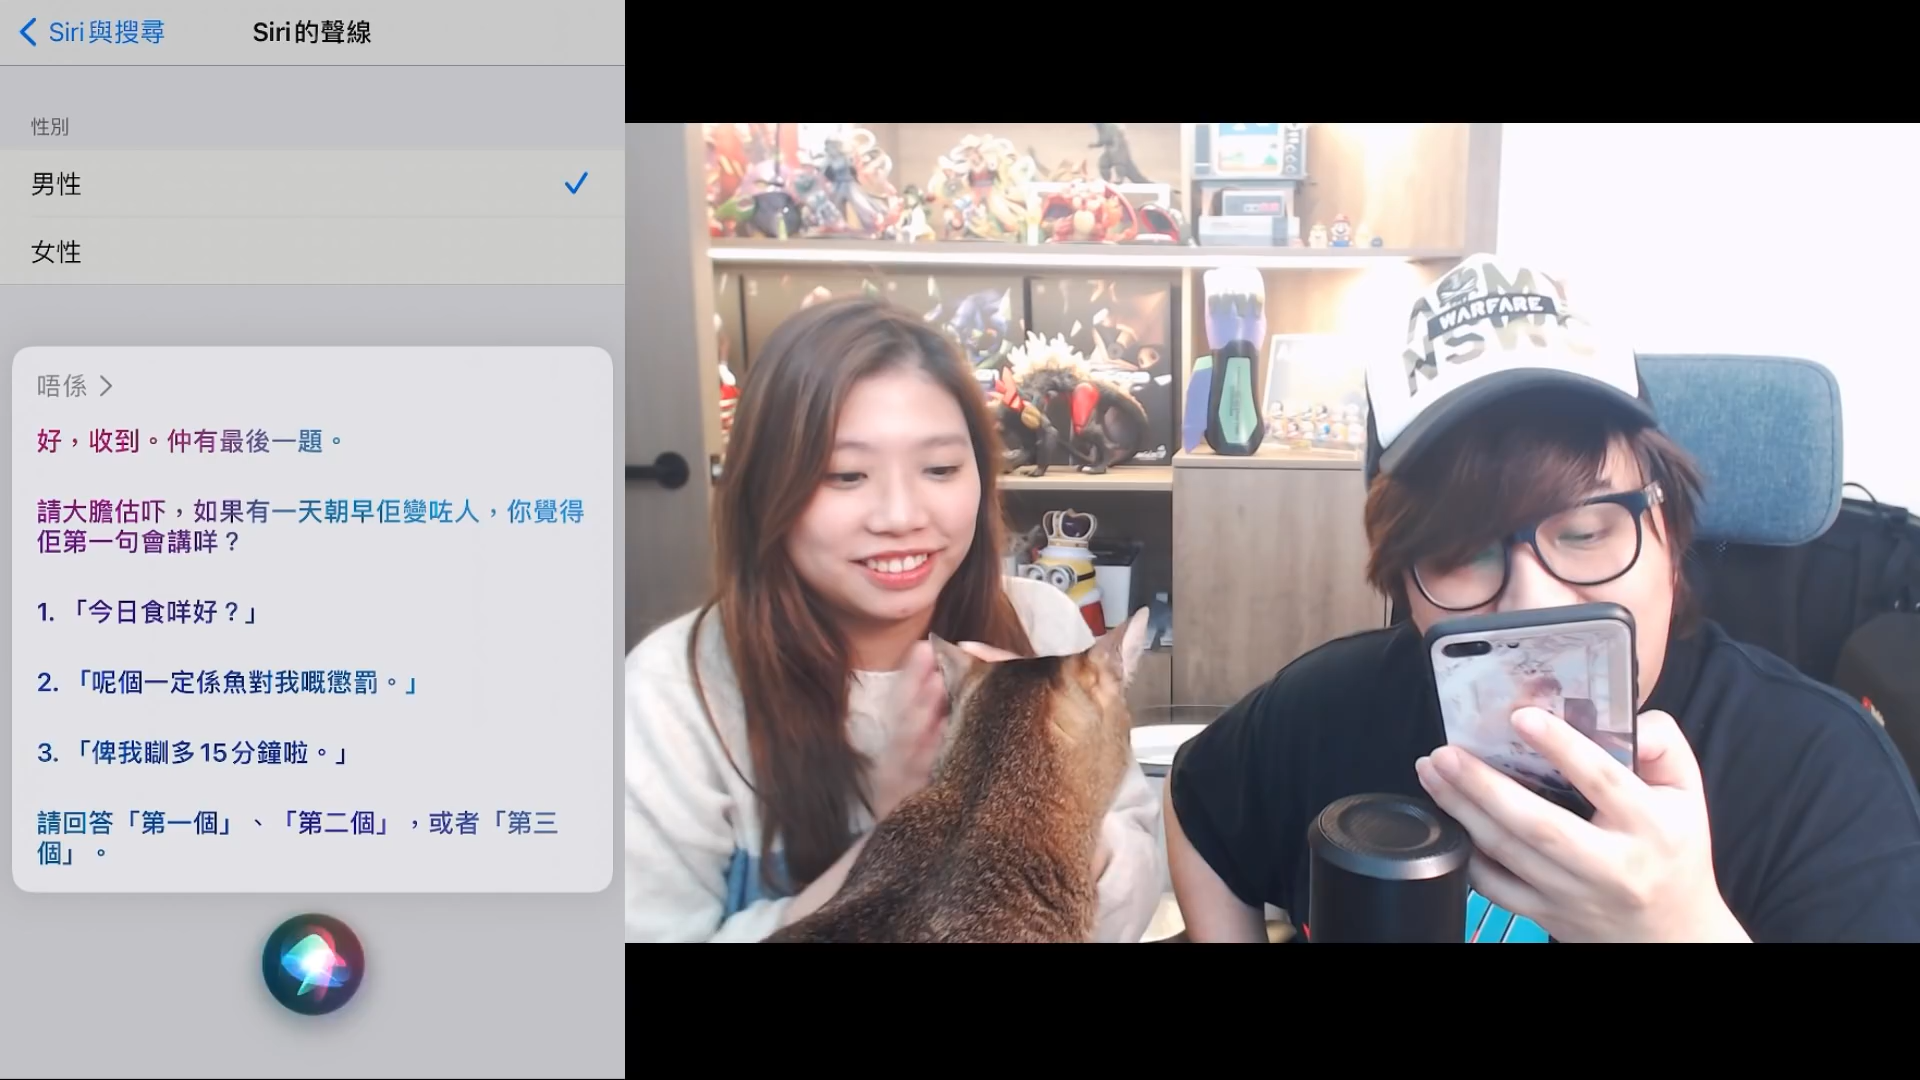 Siri與搜尋
Siri的聲線
性別
男性
女性
唔係
好，收到。仲有最後一題。
請大膽估吓，如果有一天朝早佢變咗人，你覺得
佢第一句會講咩？
1. 「今日食咩好？」
2. 「呢個一定係魚對我嘅懲罰。」
3. 「俾我瞓多15分鐘啦。」
請回答「第一個」、「第二個」，或者「第三
個」。
WARFARE